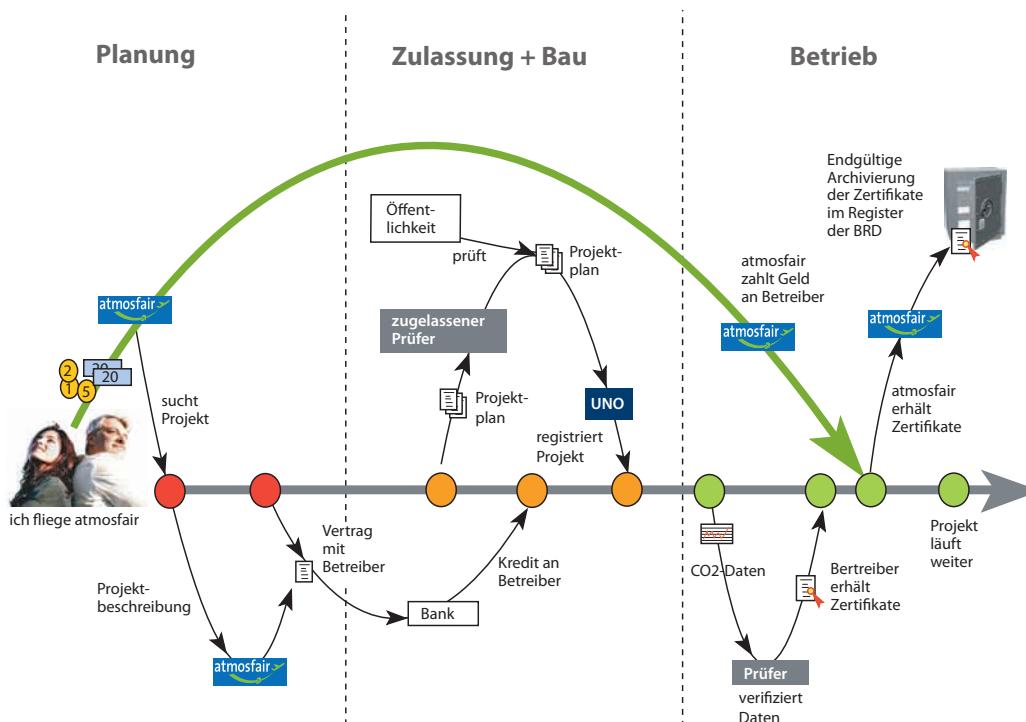 Planung
Zulassung + Bau
Betrieb
atmosfair
2
1
5
20
20
ich fliege atmosfair
sucht
Projekt
Projekt-
beschreibung
atmosfair
Vertrag
mit
Betreiber
Bank
Kredit an
Betreiber
Öffent-
lichkeit
prüft
Projekt-
plan
zugelassener
Prüfer
Projekt-
plan
UNO
registriert
Projekt
atmosfair
zahlt Geld
an Betreiber
atmosfair
CO2-Daten
Prüfer
verifiziert
Daten
Bertreiber
erhält
Zertifikate
atmosfair
erhält
Zertifikate
atmosfair
Endgültige
Archivierung
der Zertifikate
im Register
der BRD
Projekt
läuft
weiter